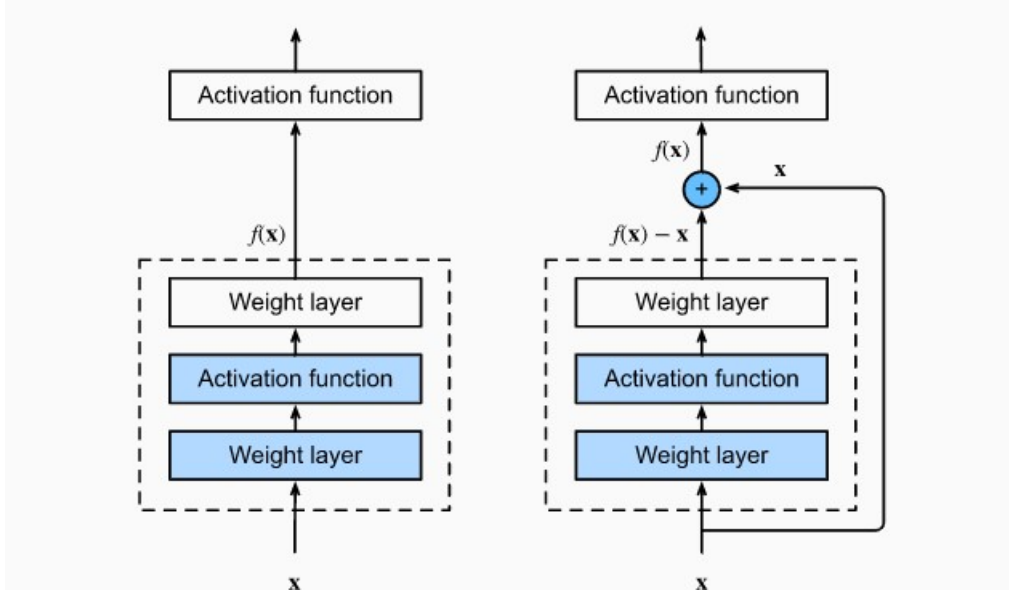 Activation function
f(x)
Weight layer
Activation function
Weight layer
x
Activation function
f(x)
x
+
f(x) − x
Weight layer
Activation function
Weight layer
x